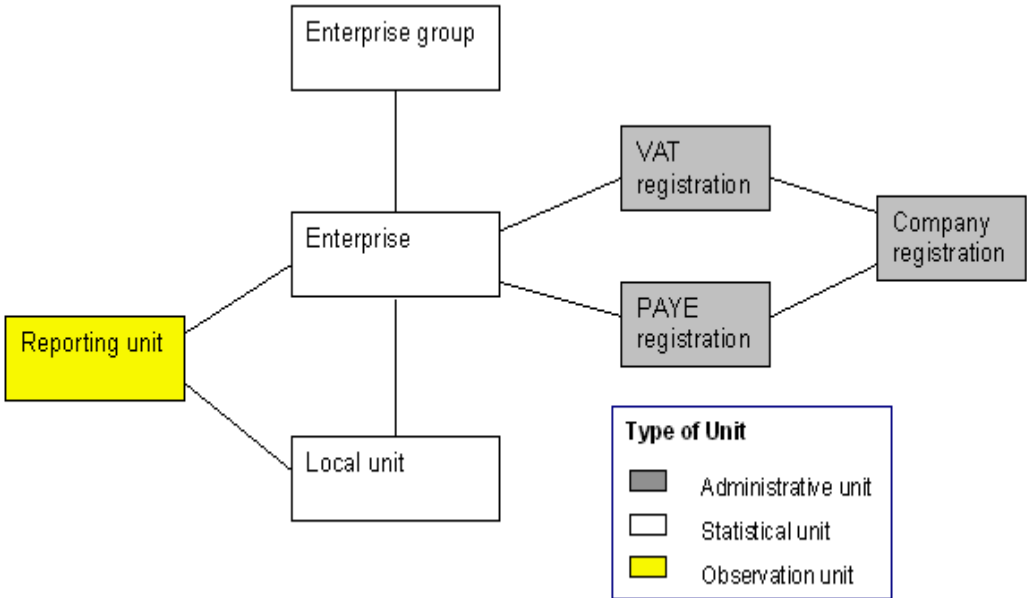 Enterprise group
VAT
registration
Company
registration
Enterprise
PAYE
registration
Reporting unit
Local unit
Type of Unit
Administrative unit
Statistical unit
Observation unit